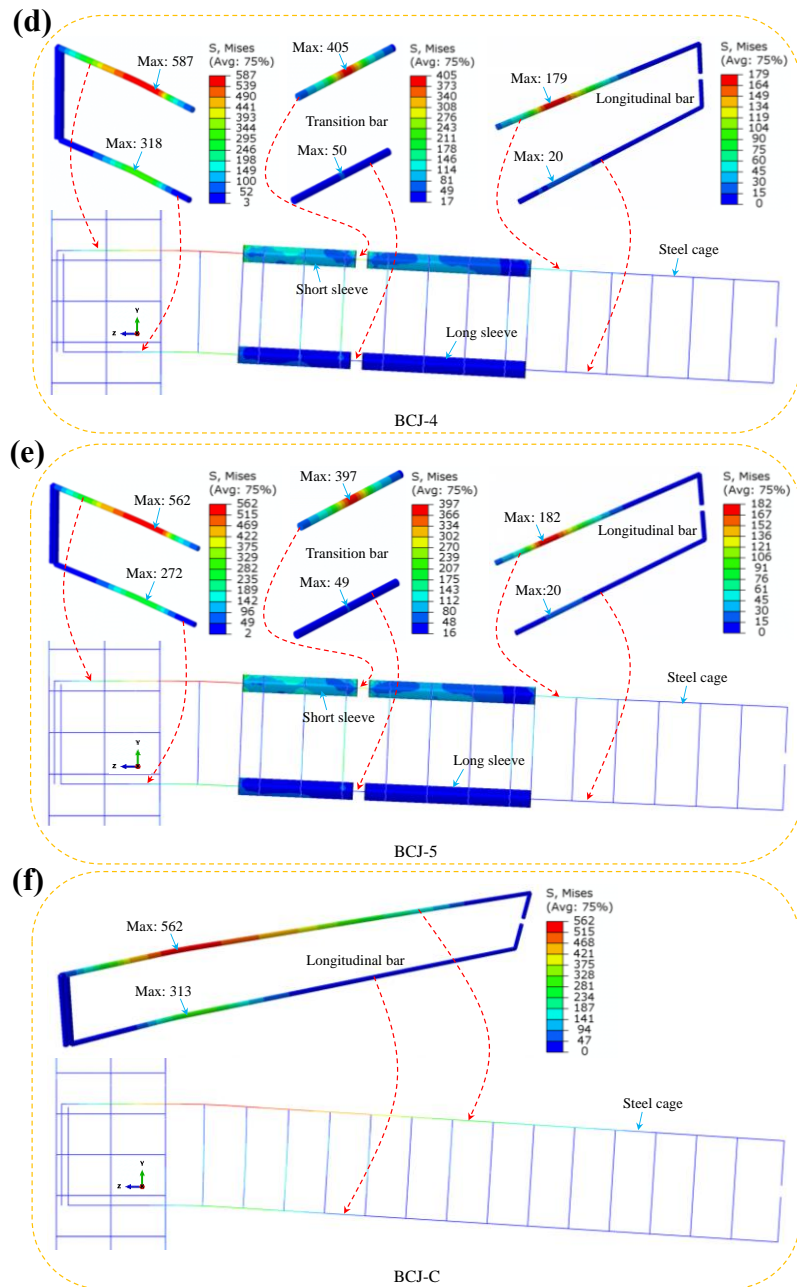 (d)
Max: 587
Max: 318
S, Mises
(Avg: 75%)
587
539
490
441
393
344
295
246
198
149
100
52
3
Max: 405
Transition bar
Max: 50
S, Mises
(Avg: 75%)
405
373
340
308
276
243
211
178
146
114
81
49
17
Max: 179
Longitudinal bar
Max: 20
S, Mises
(Avg: 75%)
179
164
149
134
119
104
90
75
60
45
30
15
0
Short sleeve
Long sleeve
Steel cage
Y
Z
BCJ-4
(e)
Max: 562
Max: 272
S, Mises
(Avg: 75%)
562
515
469
422
375
329
282
235
189
142
96
49
2
Max: 397
Transition bar
Max: 49
S, Mises
(Avg: 75%)
397
366
334
302
270
239
207
175
143
112
80
48
16
Max: 182
Longitudinal bar
Max:20
S, Mises
(Avg: 75%)
182
167
152
136
121
106
91
76
61
45
30
15
0
Short sleeve
Long sleeve
Steel cage
Y
Z
BCJ-5
(f)
Max: 562
Longitudinal bar
Max: 313
S, Mises
(Avg: 75%)
562
515
468
421
375
328
281
234
187
141
94
47
0
Steel cage
Y
Z
BCJ-C